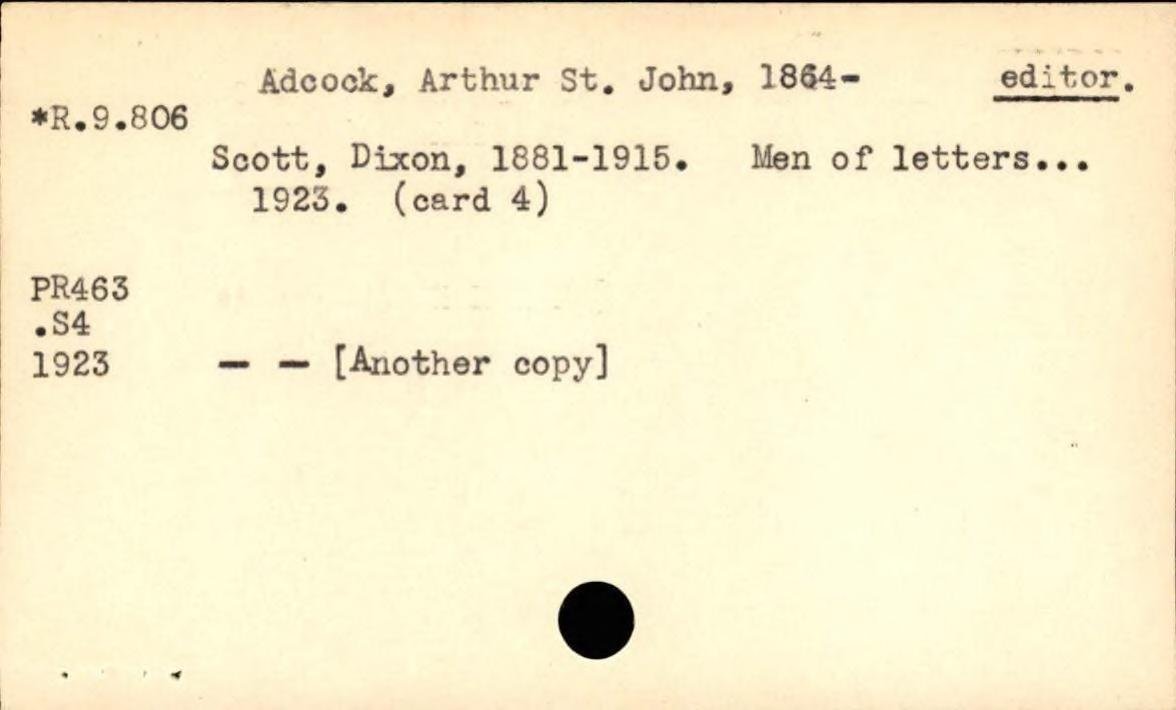 Adcock, Arthur St. John, 1864- editor.
*R.9.806
Scott, Dixon, 1881-1915. Men of letters...
1923. (card 4)
PR463
.S4
1923 — — [Another copy]